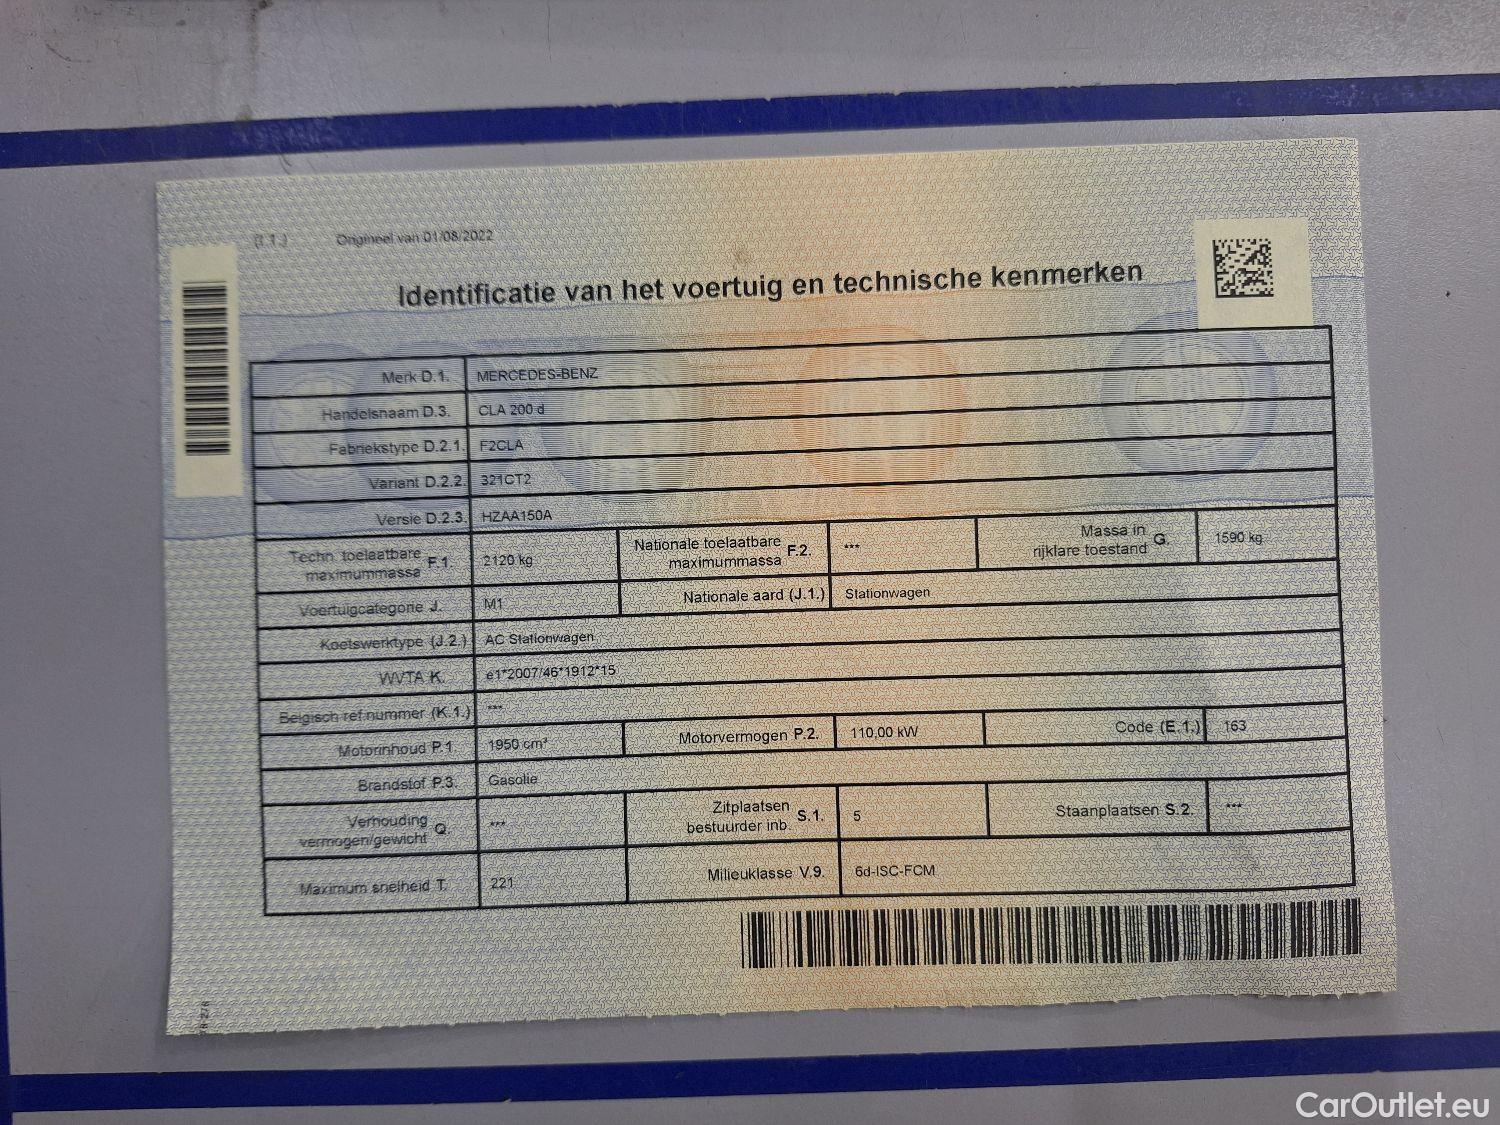 (I.1.) Origineel van 01/08/2022
Identificatie van het voertuig en technische kenmerken
Merk D.1. MERCEDES-BENZ
Handelsnaam D.3. CLA 200 d
Fabriekstype D.2.1. F2CLA
Variant D.2.2. 321CT2
Versie D.2.3. HZAA150A
Techn. toelaatbare maximummassa F.1. 2120 kg Nationale toelaatbare maximummassa F.2. *** Massa in rijklare toestand G. 1590 kg
Voertuigcategorie J. M1 Nationale aard (J.1.) Stationwagen
Koetswerktype (J.2.) AC Stationwagen
WVTA K. e1*2007/46*1912*15
Belgisch ref.nummer (K.1.) ***
Motorinhoud P.1 1950 cm³ Motorvermogen P.2. 110,00 kW Code (E.1.) 163
Brandstof P.3. Gasolie
Verhouding vermogen/gewicht Q. *** Zitplaatsen bestuurder inb. S.1. 5 Staanplaatsen S.2. ***
Maximum snelheid T. 221 Milieuklasse V.9. 6d-ISC-FCM
CarOutlet.eu